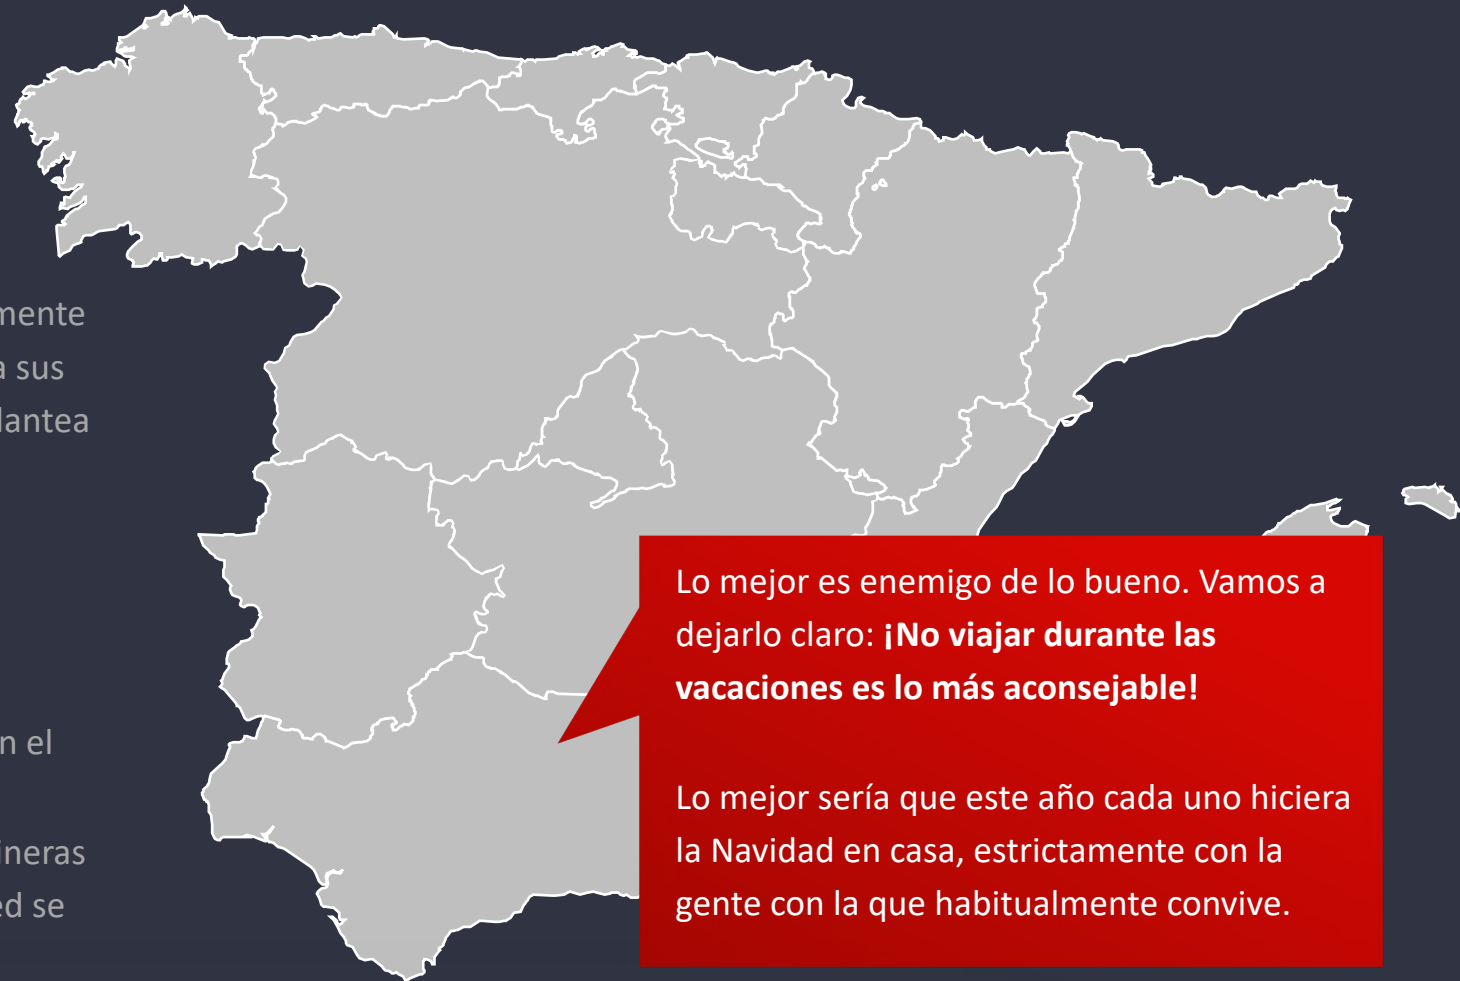 mente
a sus
lantea
n el
ineras
ed se
Lo mejor es enemigo de lo bueno. Vamos a
dejarlo claro: ¡No viajar durante las
vacaciones es lo más aconsejable!
Lo mejor sería que este año cada uno hiciera
la Navidad en casa, estrictamente con la
gente con la que habitualmente convive.